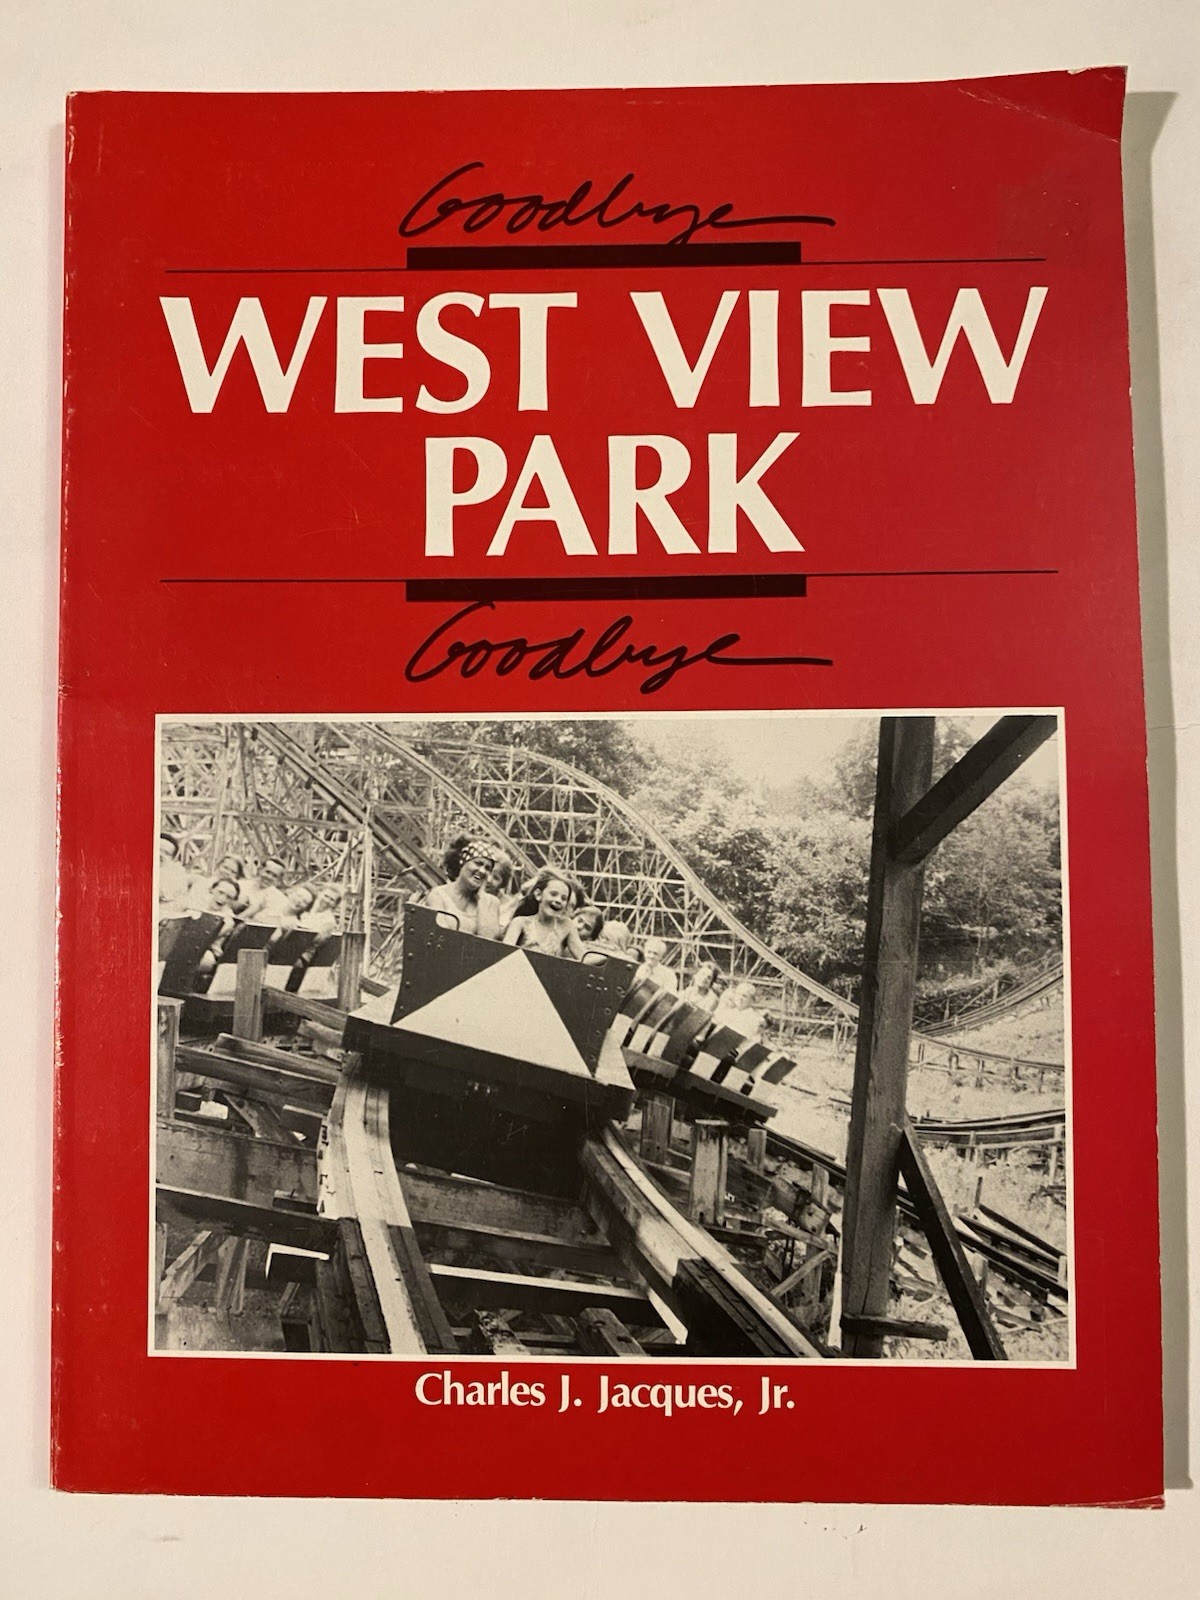 Goodbye
WEST VIEW
PARK
Goodbye
Charles J. Jacques, Jr.